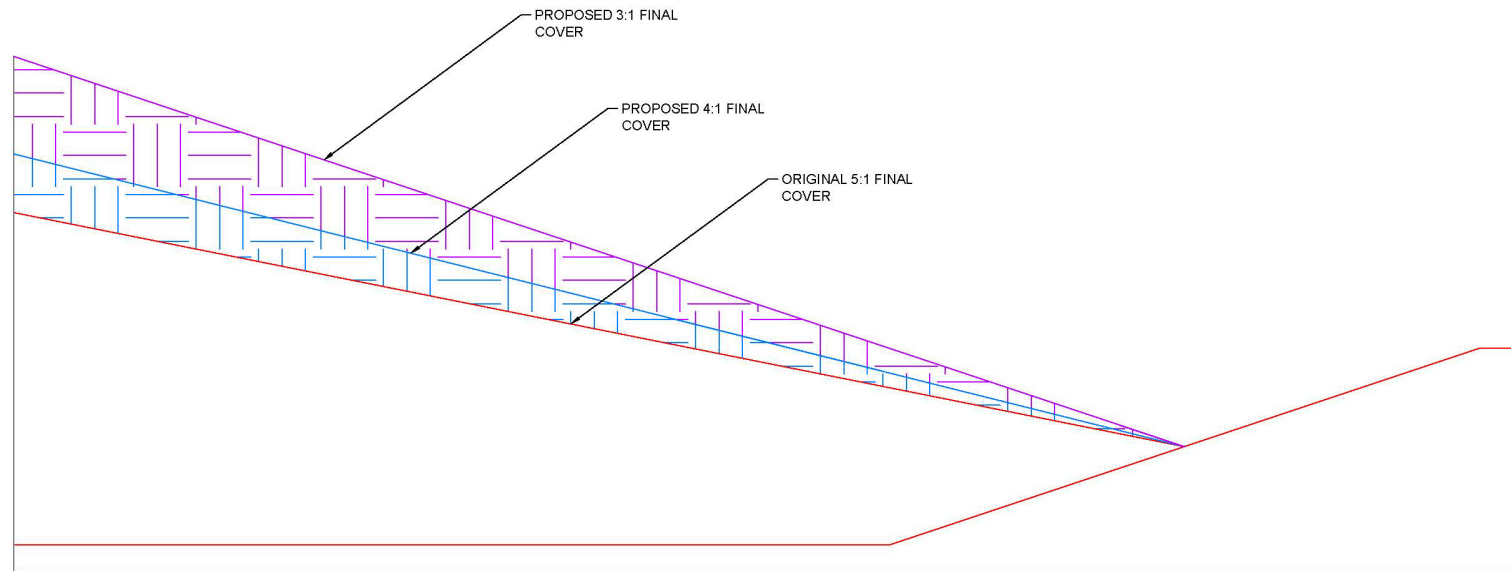 PROPOSED 3:1 FINAL
COVER
PROPOSED 4:1 FINAL
COVER
ORIGINAL 5:1 FINAL
COVER